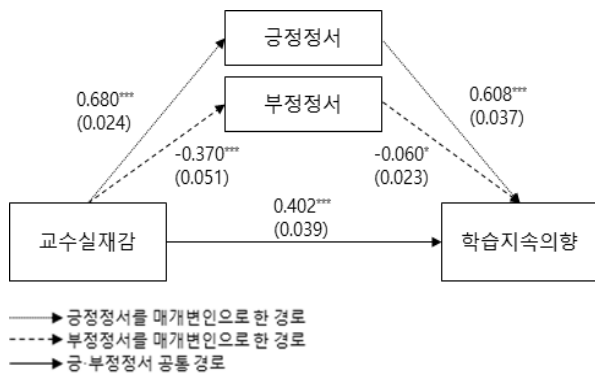 긍정정서
부정정서
0.680***
(0.024)
0.608***
(0.037)
-0.370***
(0.051)
-0.060*
(0.023)
교수실재감
0.402***
(0.039)
학습지속의향
긍정정서를 매개변인으로 한 경로
부정정서를 매개변인으로 한 경로
긍·부정정서 공통 경로